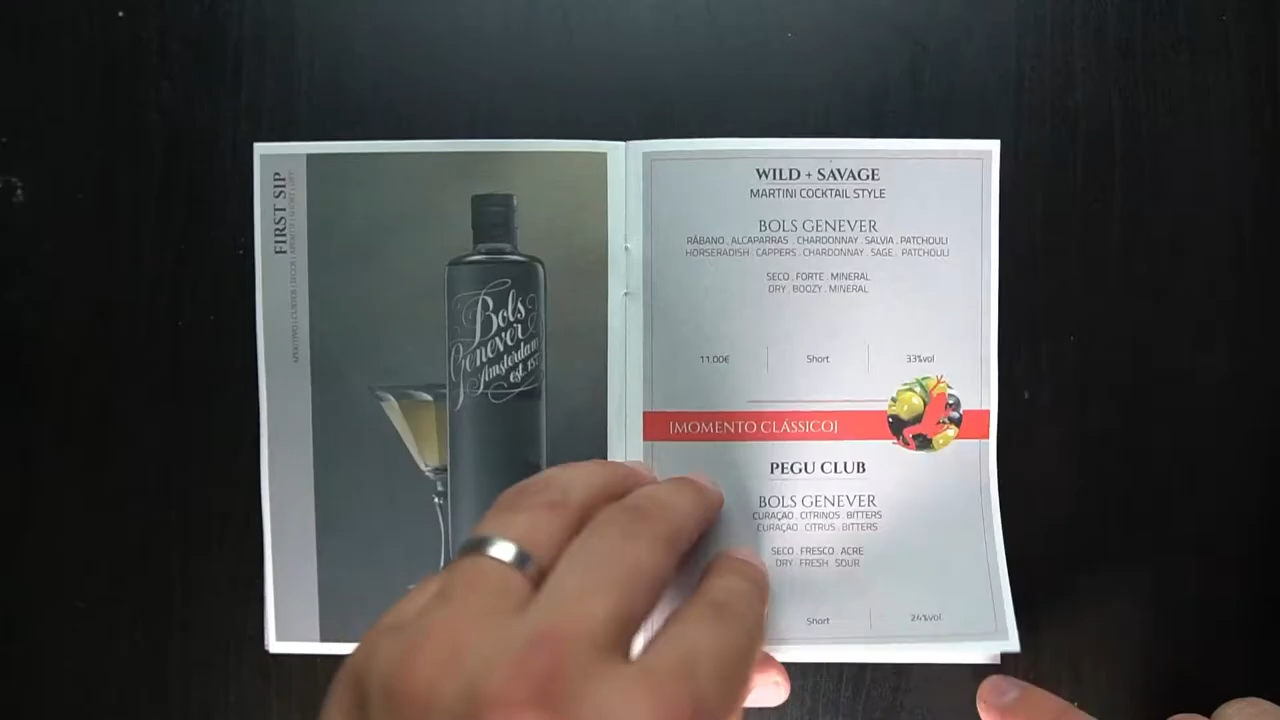 FIRST SIP
Bols
Genever
Amsterdam
est. 157
WILD + SAVAGE
MARTINI COCKTAIL STYLE
BOLS GENEVER
RÁBANO . ALCAPARRAS . CHARDONNAY . SALVIA . PATCHOULI
HORSERADISH . CAPPERS . CHARDONNAY . SAGE . PATCHOULI
SECO . FORTE . MINERAL
DRY . BOOZY . MINERAL
11.00€ Short 33%vol
[MOMENTO CLÁSSICO]
PEGU CLUB
BOLS GENEVER
CURAÇAO . CITRINOS . BITTERS
CURAÇAO . CITRUS . BITTERS
SECO . FRESCO . ACRE
DRY . FRESH . SOUR
Short 24%vol